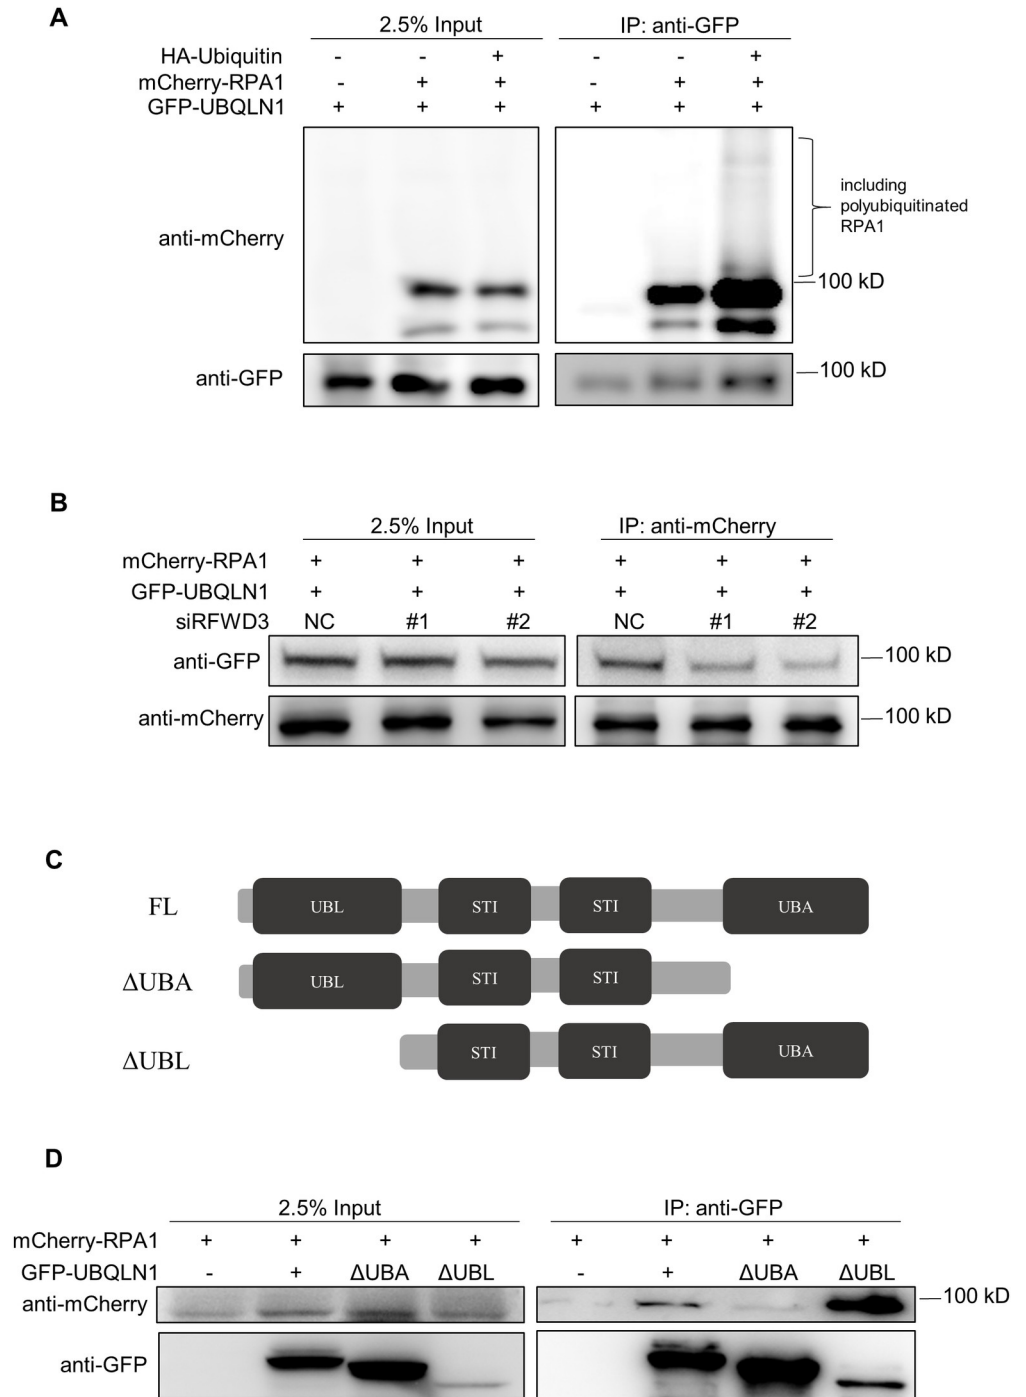 A
2.5% Input IP: anti-GFP
HA-Ubiquitin - - + - - +
mCherry-RPA1 - + + - + +
GFP-UBQLN1 + + + + + +
anti-mCherry
including
polyubiquitinated
RPA1
100 kD
anti-GFP 100 kD
B
2.5% Input IP: anti-mCherry
mCherry-RPA1 + + + + + +
GFP-UBQLN1 + + + + + +
siRFWD3 NC #1 #2 NC #1 #2
anti-GFP 100 kD
anti-mCherry 100 kD
C
FL UBL STI STI UBA
ΔUBA UBL STI STI
ΔUBL STI STI UBA
D
2.5% Input IP: anti-GFP
mCherry-RPA1 + + + + + + + +
GFP-UBQLN1 - + ΔUBA ΔUBL - + ΔUBA ΔUBL
anti-mCherry 100 kD
anti-GFP